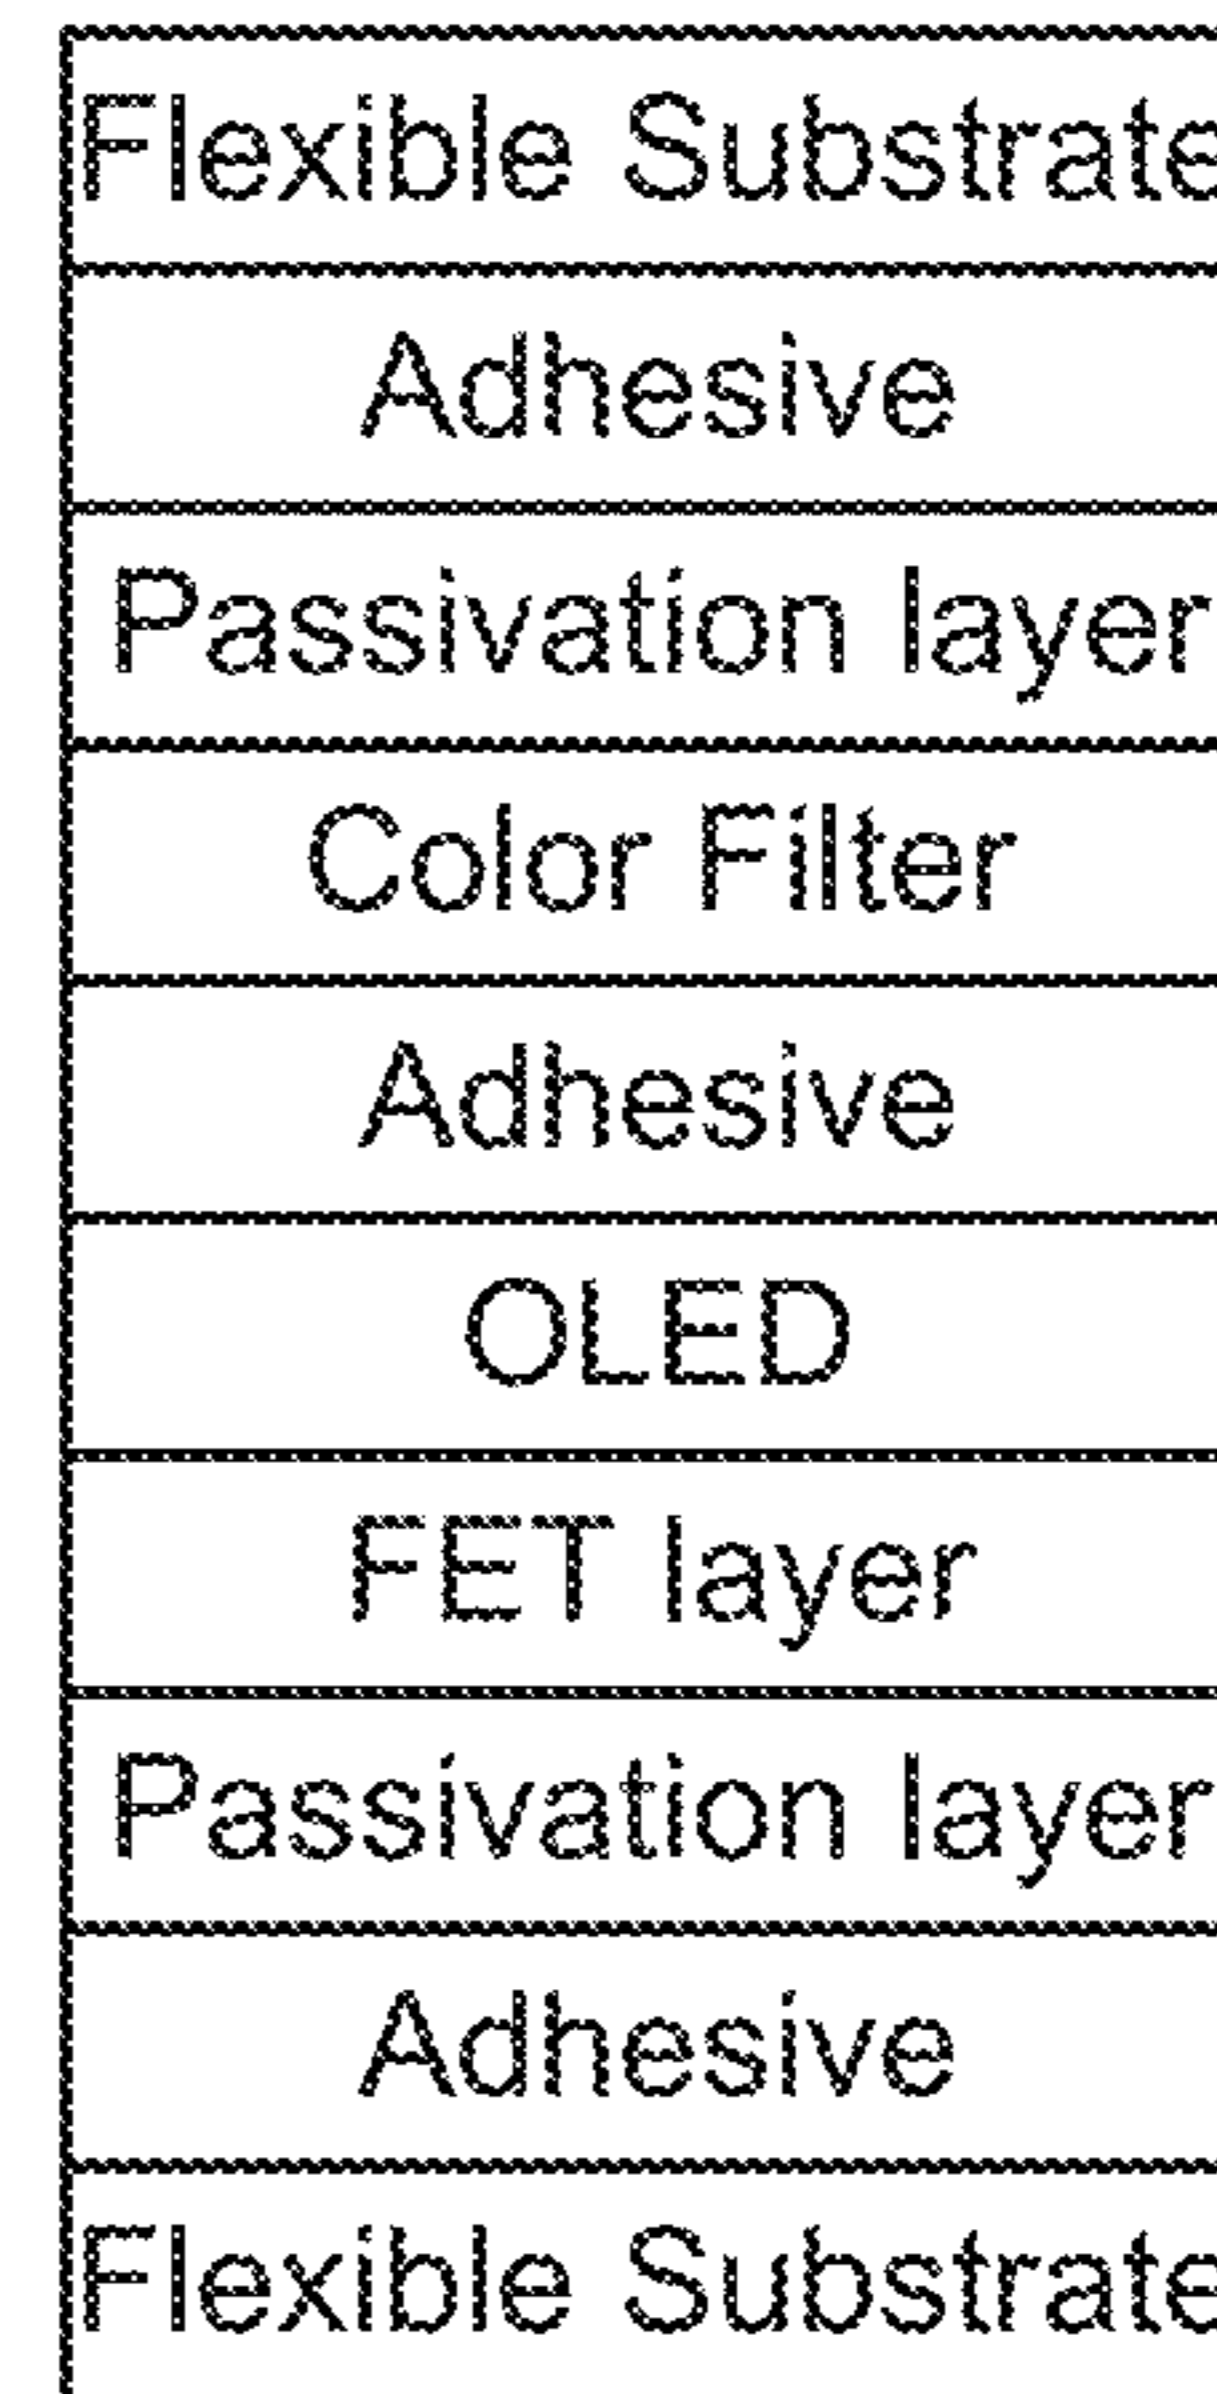 Flexible Substrate
Adhesive
Passivation layer
Color Filter
Adhesive
OLED
FET layer
Passivation layer
Adhesive
Flexible Substrate